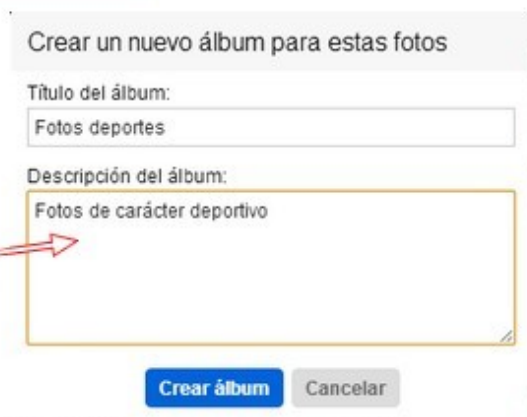 Crear un nuevo álbum para estas fotos
Título del álbum:
Fotos deportes
Descripción del álbum:
Fotos de carácter deportivo
Crear álbum Cancelar